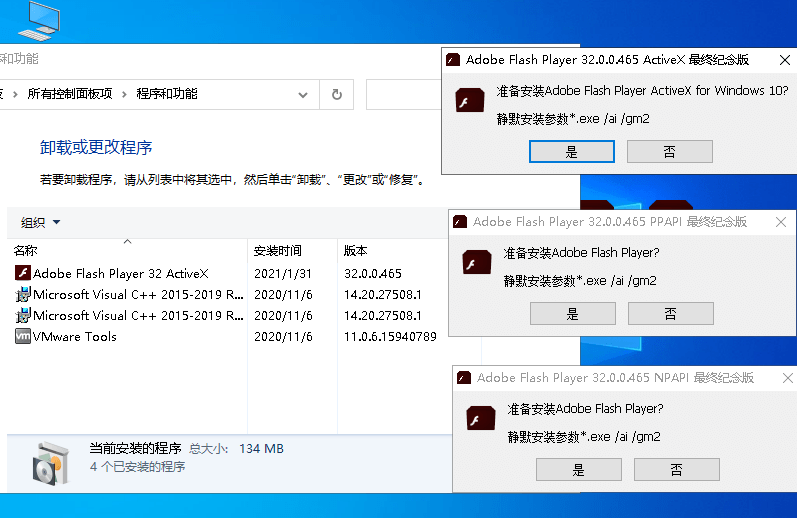 和功能
所有控制面板项 > 程序和功能
卸载或更改程序
若要卸载程序，请从列表中将其选中，然后单击“卸载”、“更改”或“修复”。
组织
名称 安装时间 版本
Adobe Flash Player 32 ActiveX 2021/1/31 32.0.0.465
Microsoft Visual C++ 2015-2019 R... 2020/11/6 14.20.27508.1
Microsoft Visual C++ 2015-2019 R... 2020/11/6 14.20.27508.1
vm VMware Tools 2020/11/6 11.0.6.15940789
当前安装的程序 总大小: 134 MB
4 个已安装的程序
Adobe Flash Player 32.0.0.465 ActiveX 最终纪念版
准备安装Adobe Flash Player ActiveX for Windows 10?
静默安装参数*.exe /ai /gm2
是 否
Adobe Flash Player 32.0.0.465 PPAPI 最终纪念版
准备安装Adobe Flash Player?
静默安装参数*.exe /ai /gm2
是 否
Adobe Flash Player 32.0.0.465 NPAPI 最终纪念版
准备安装Adobe Flash Player?
静默安装参数*.exe /ai /gm2
是 否